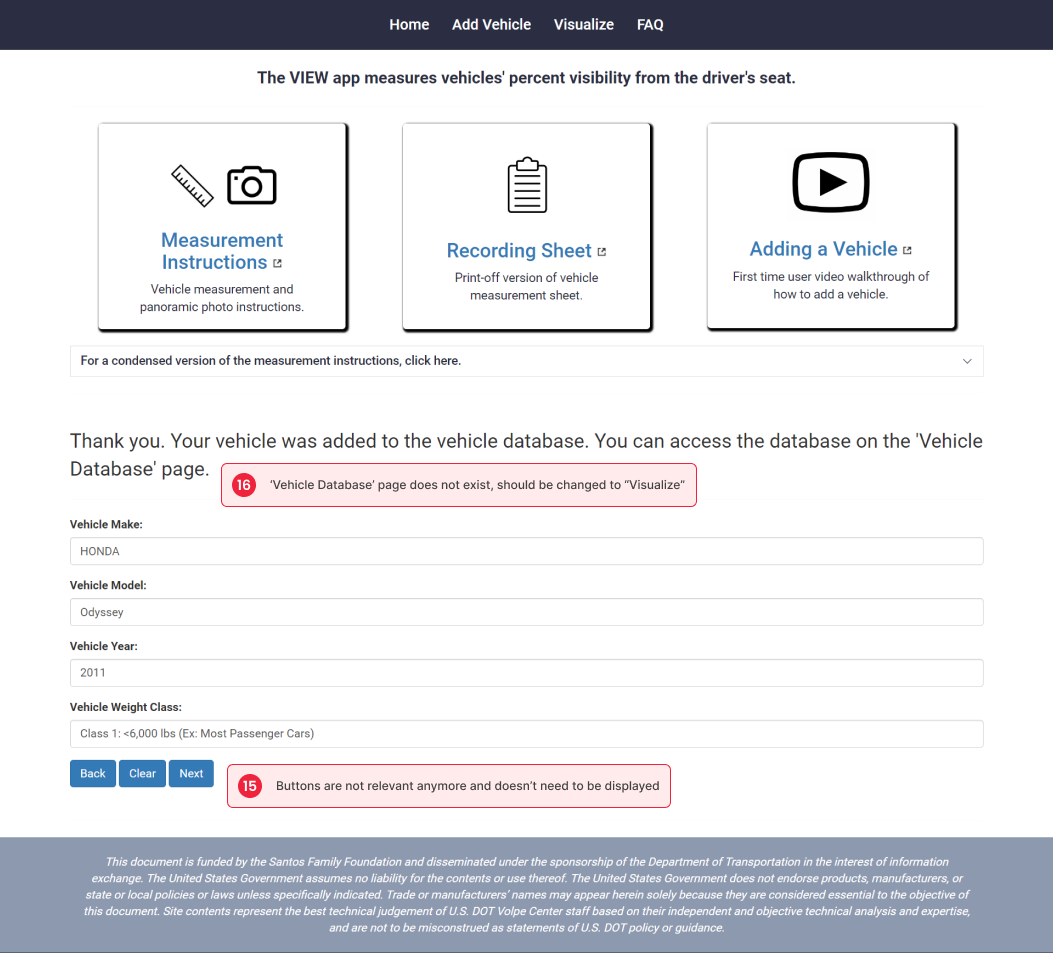 Home Add Vehicle Visualize FAQ
The VIEW app measures vehicles' percent visibility from the driver's seat.
Measurement
Instructions
Vehicle measurement and
panoramic photo instructions.
Recording Sheet
Print-off version of vehicle
measurement sheet.
Adding a Vehicle
First time user video walkthrough of
how to add a vehicle.
For a condensed version of the measurement instructions, click here.
Thank you. Your vehicle was added to the vehicle database. You can access the database on the 'Vehicle
Database' page.
16 ‘Vehicle Database’ page does not exist, should be changed to “Visualize”
Vehicle Make:
HONDA
Vehicle Model:
Odyssey
Vehicle Year:
2011
Vehicle Weight Class:
Class 1: <6,000 lbs (Ex: Most Passenger Cars)
Back Clear Next
15 Buttons are not relevant anymore and doesn’t need to be displayed
This document is funded by the Santos Family Foundation and disseminated under the sponsorship of the Department of Transportation in the interest of information
exchange. The United States Government assumes no liability for the contents or use thereof. The United States Government does not endorse products, manufacturers, or
state or local policies or laws unless specifically indicated. Trade or manufacturers’ names may appear herein solely because they are considered essential to the objective of
this document. Site contents represent the best technical judgement of U.S. DOT Volpe Center staff based on their independent and objective technical analysis and expertise,
and are not to be misconstrued as statements of U.S. DOT policy or guidance.